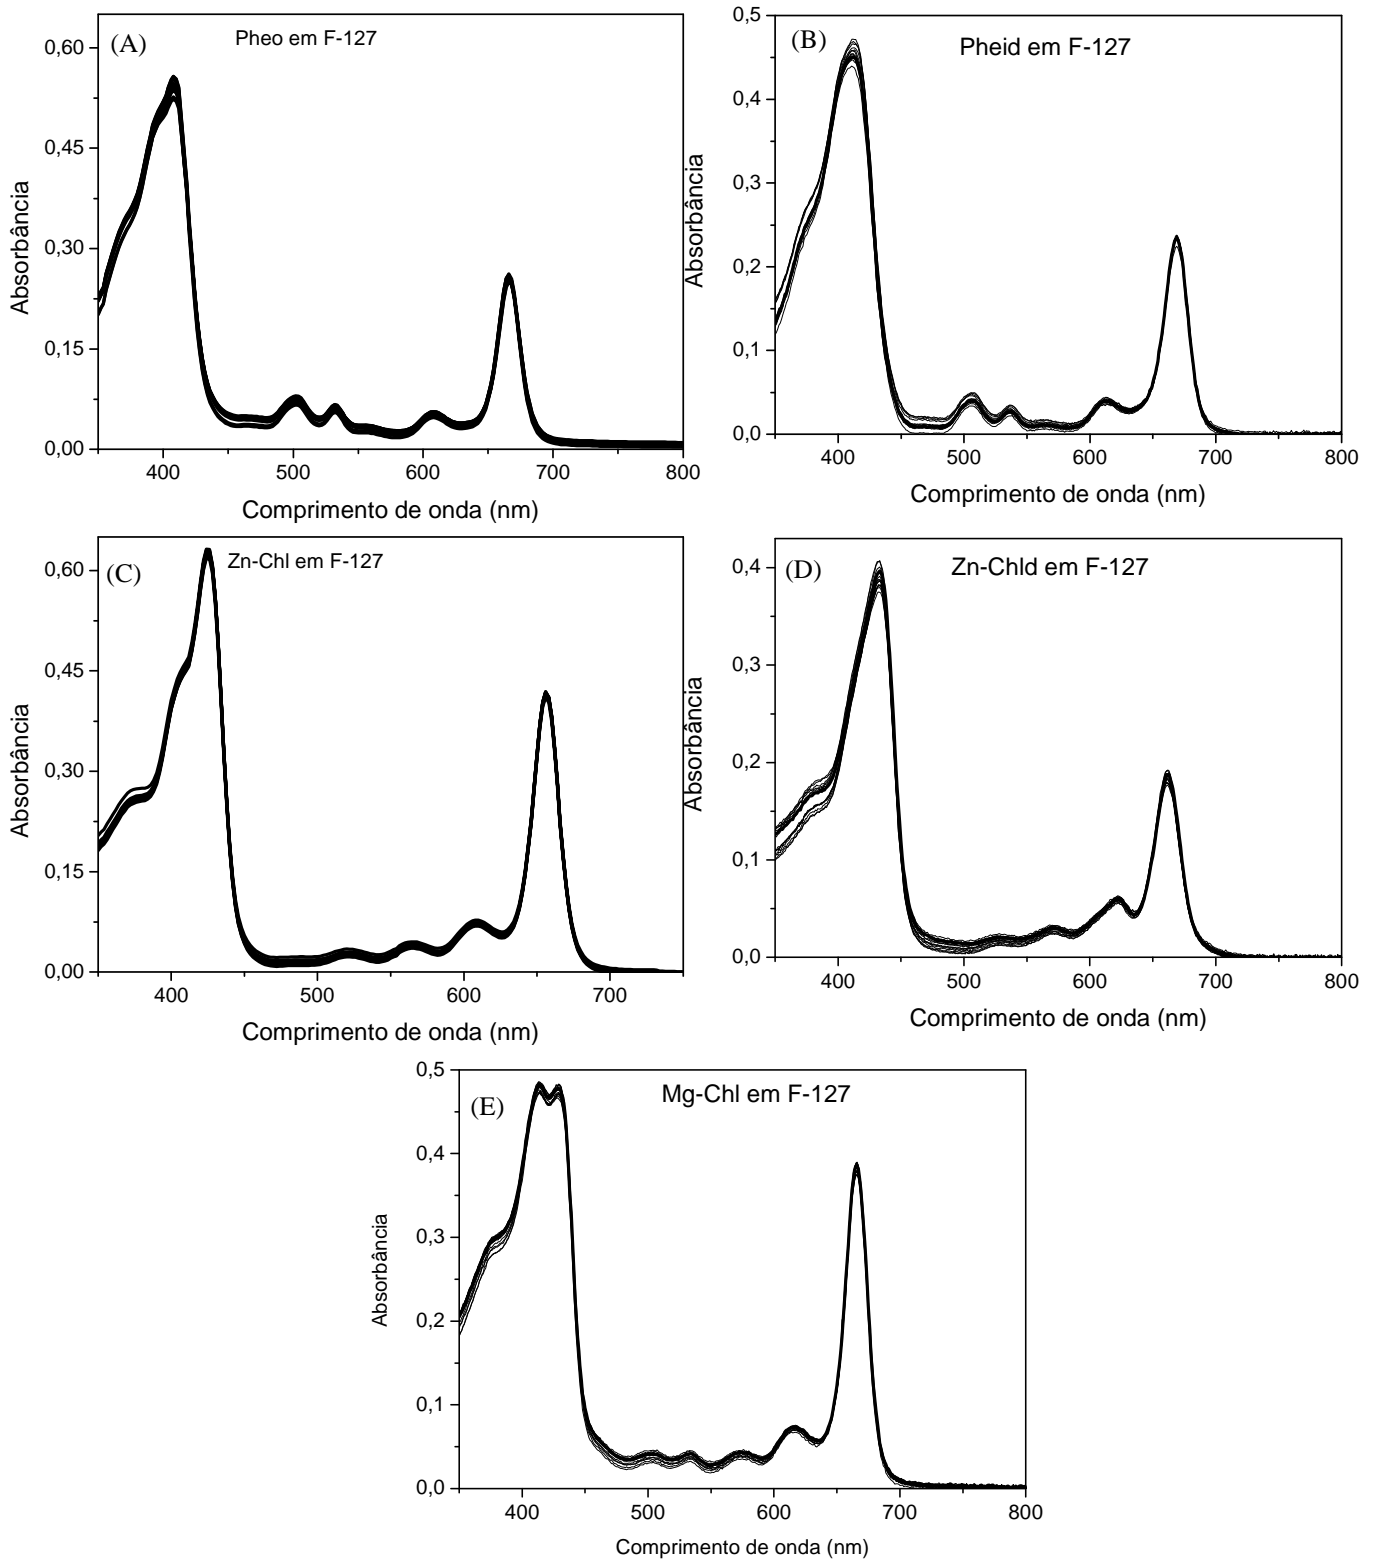 (A)
Pheo em F-127
0,60
0,45
0,30
0,15
0,00
400
500
600
700
800
Absorbância
Comprimento de onda (nm)
(B)
Pheid em F-127
0,5
0,4
0,3
0,2
0,1
0,0
400
500
600
700
800
Absorbância
Comprimento de onda (nm)
(C)
Zn-Chl em F-127
0,60
0,45
0,30
0,15
0,00
400
500
600
700
Absorbância
Comprimento de onda (nm)
(D)
Zn-Chld em F-127
0,4
0,3
0,2
0,1
0,0
400
500
600
700
800
Absorbância
Comprimento de onda (nm)
(E)
Mg-Chl em F-127
0,5
0,4
0,3
0,2
0,1
0,0
400
500
600
700
800
Absorbância
Comprimento de onda (nm)